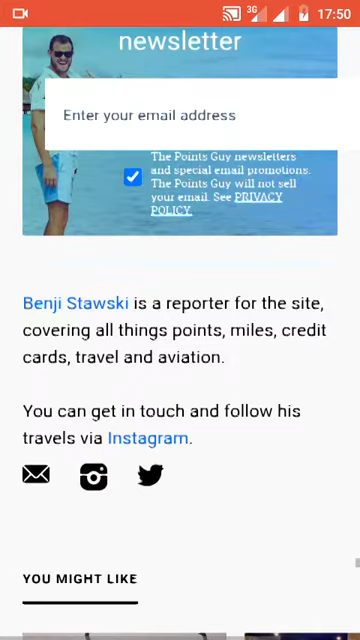 3G 17:50
newsletter
Enter your email address
The Points Guy newsletters
and special email promotions.
The Points Guy will not sell
your email. See PRIVACY
POLICY.
Benji Stawski is a reporter for the site,
covering all things points, miles, credit
cards, travel and aviation.
You can get in touch and follow his
travels via Instagram.
YOU MIGHT LIKE